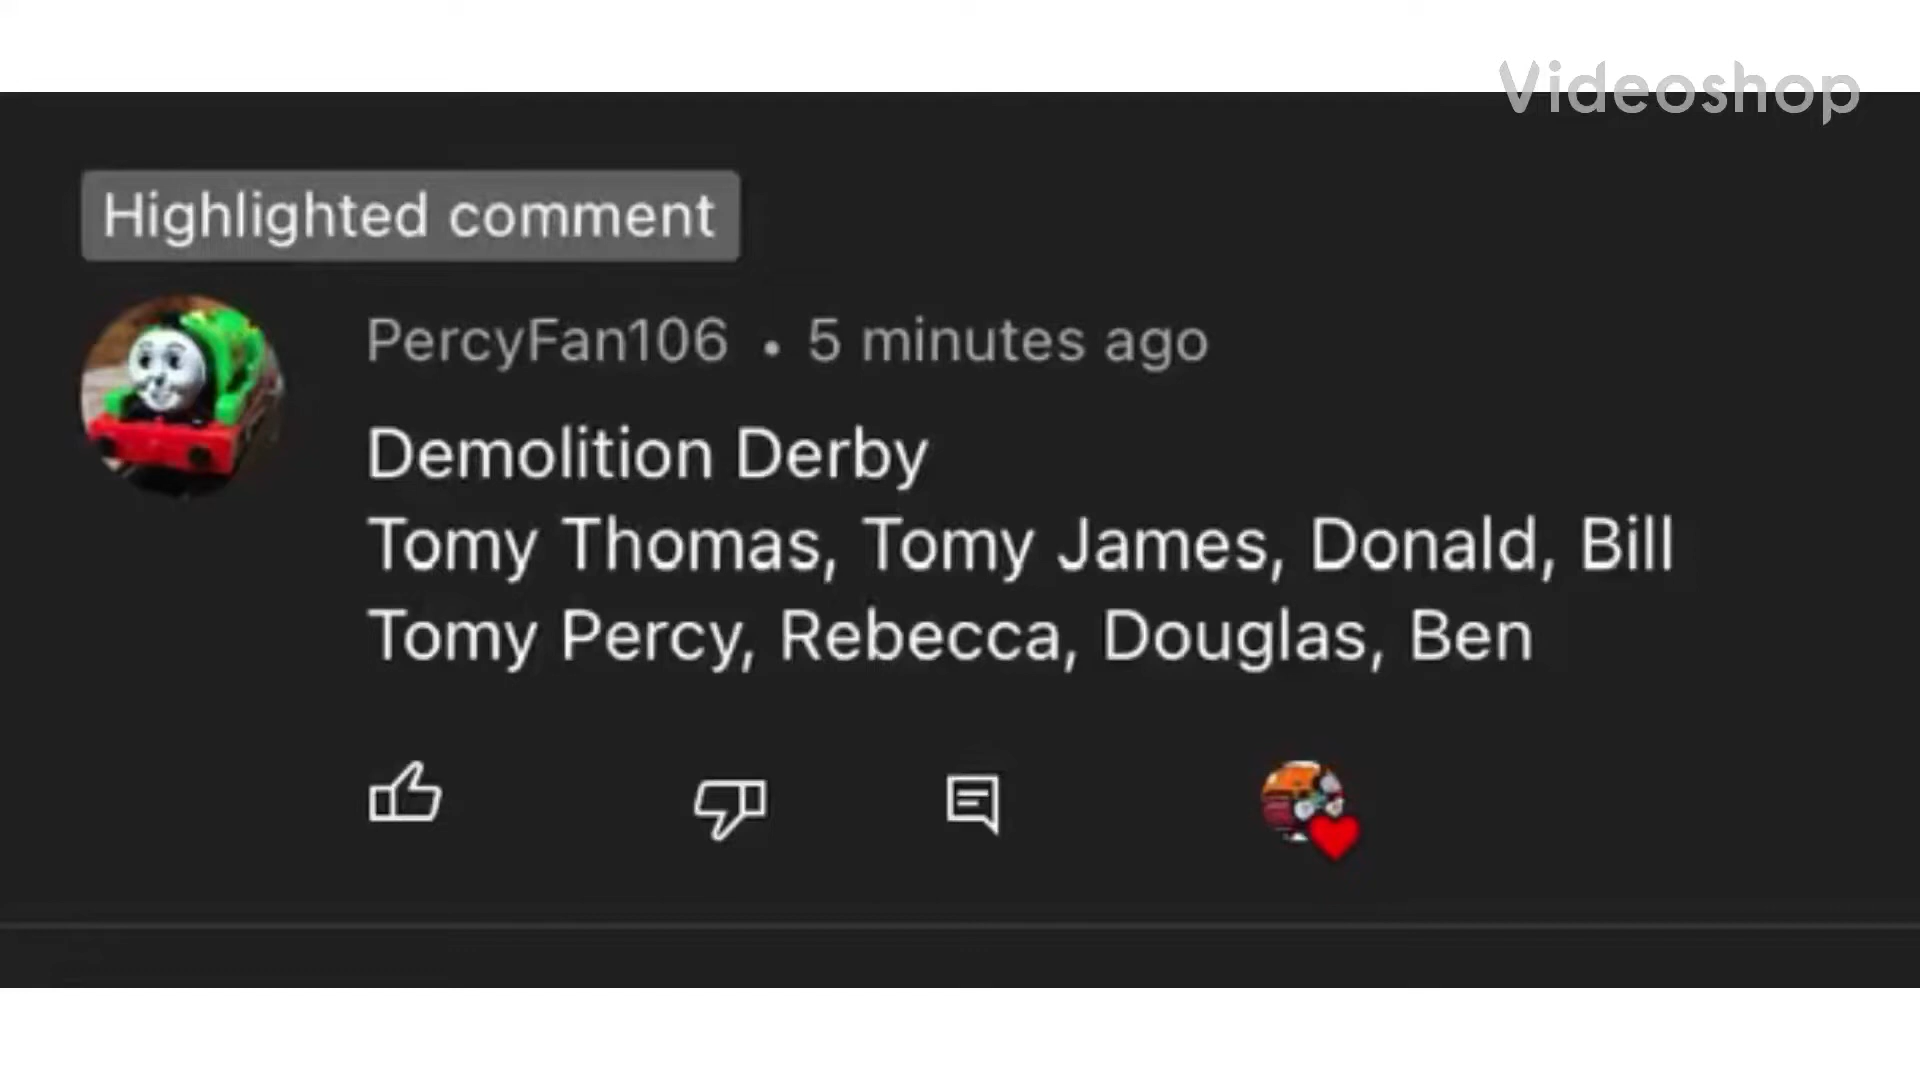 Videoshop
Highlighted comment
PercyFan106 • 5 minutes ago
Demolition Derby
Tomy Thomas, Tomy James, Donald, Bill
Tomy Percy, Rebecca, Douglas, Ben